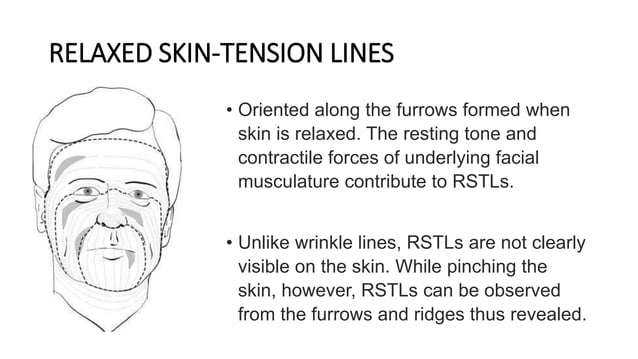 RELAXED SKIN-TENSION LINES
• Oriented along the furrows formed when
skin is relaxed. The resting tone and
contractile forces of underlying facial
musculature contribute to RSTLs.
• Unlike wrinkle lines, RSTLs are not clearly
visible on the skin. While pinching the
skin, however, RSTLs can be observed
from the furrows and ridges thus revealed.